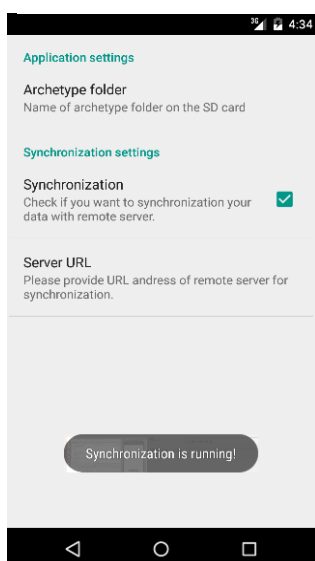 3G 4:34
Application settings
Archetype folder
Name of archetype folder on the SD card
Synchronization settings
Synchronization
Check if you want to synchronization your
data with remote server.
Server URL
Please provide URL andress of remote server for
synchronization.
Synchronization is running!